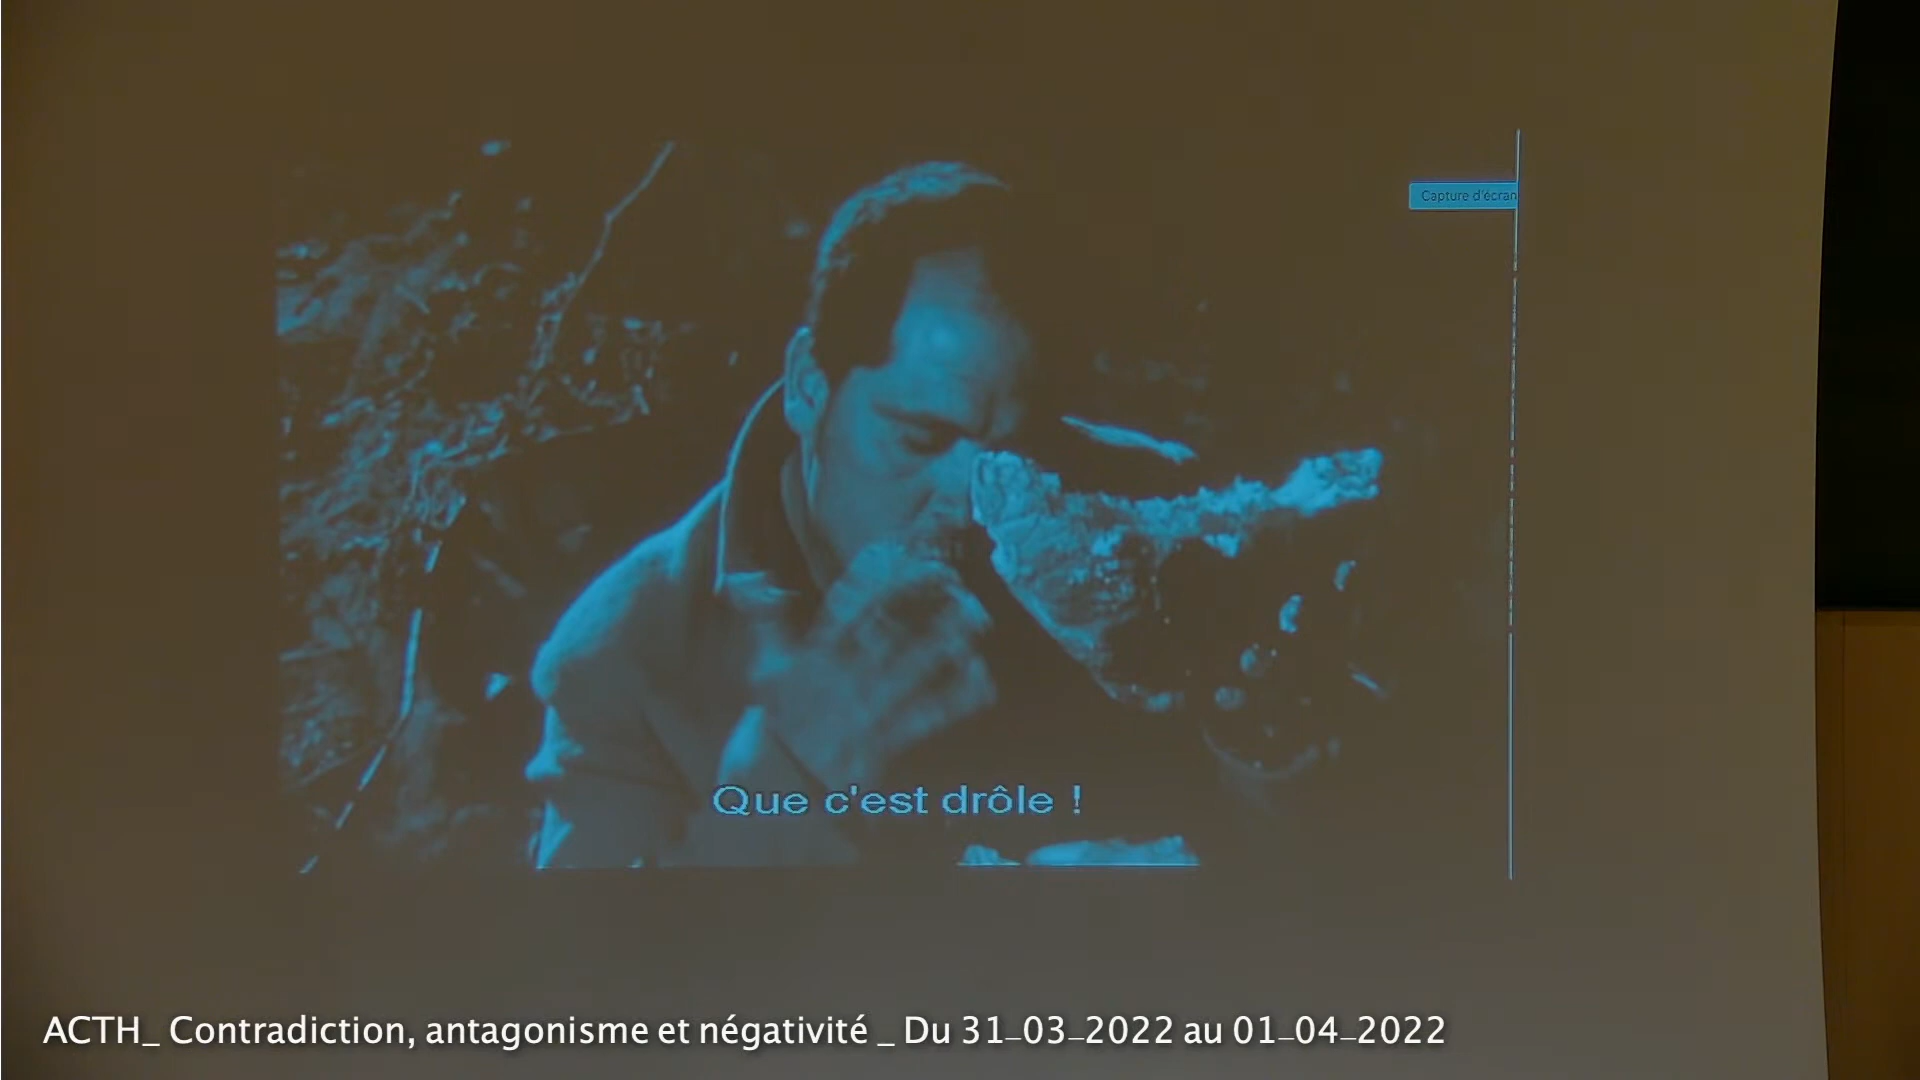 Capture d'écran
Que c'est drôle !
ACTH_ Contradiction, antagonisme et négativité _ Du 31-03-2022 au 01-04-2022